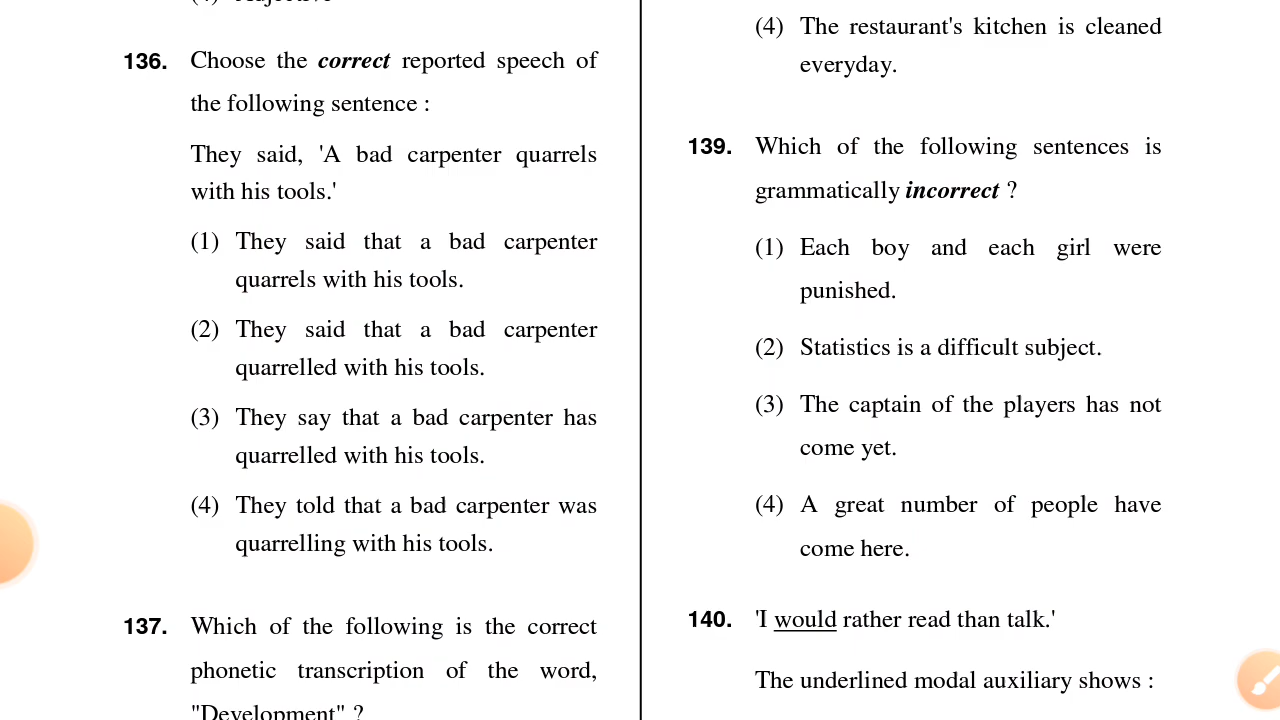 136. Choose the correct reported speech of
the following sentence :
They said, 'A bad carpenter quarrels
with his tools.'
(1) They said that a bad carpenter
quarrels with his tools.
(2) They said that a bad carpenter
quarrelled with his tools.
(3) They say that a bad carpenter has
quarrelled with his tools.
(4) They told that a bad carpenter was
quarrelling with his tools.
137. Which of the following is the correct
phonetic transcription of the word,
"Development" ?
(4) The restaurant's kitchen is cleaned
everyday.
139. Which of the following sentences is
grammatically incorrect ?
(1) Each boy and each girl were
punished.
(2) Statistics is a difficult subject.
(3) The captain of the players has not
come yet.
(4) A great number of people have
come here.
140. 'I would rather read than talk.'
The underlined modal auxiliary shows :